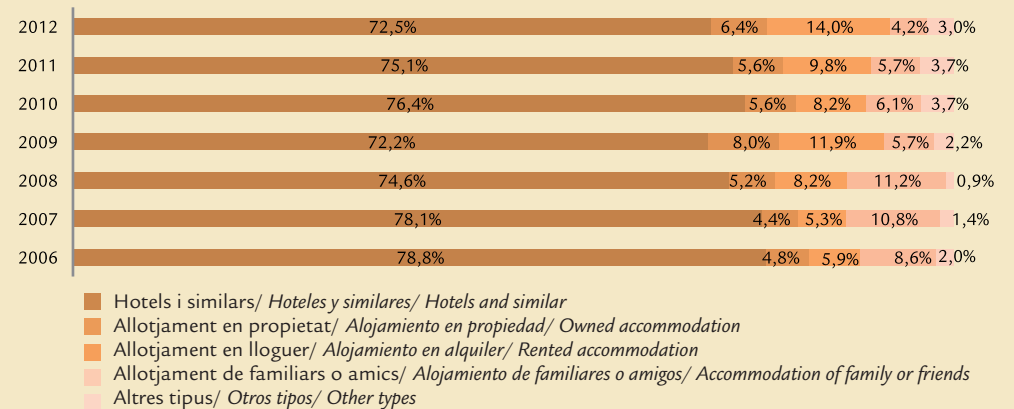 2012 72,5% 6,4% 14,0% 4,2% 3,0%
2011 75,1% 5,6% 9,8% 5,7% 3,7%
2010 76,4% 5,6% 8,2% 6,1% 3,7%
2009 72,2% 8,0% 11,9% 5,7% 2,2%
2008 74,6% 5,2% 8,2% 11,2% 0,9%
2007 78,1% 4,4% 5,3% 10,8% 1,4%
2006 78,8% 4,8% 5,9% 8,6% 2,0%
Hotels i similars/ Hoteles y similares/ Hotels and similar
Allotjament en propietat/ Alojamiento en propiedad/ Owned accommodation
Allotjament en lloguer/ Alojamiento en alquiler/ Rented accommodation
Allotjament de familiars o amics/ Alojamiento de familiares o amigos/ Accommodation of family or friends
Altres tipus/ Otros tipos/ Other types